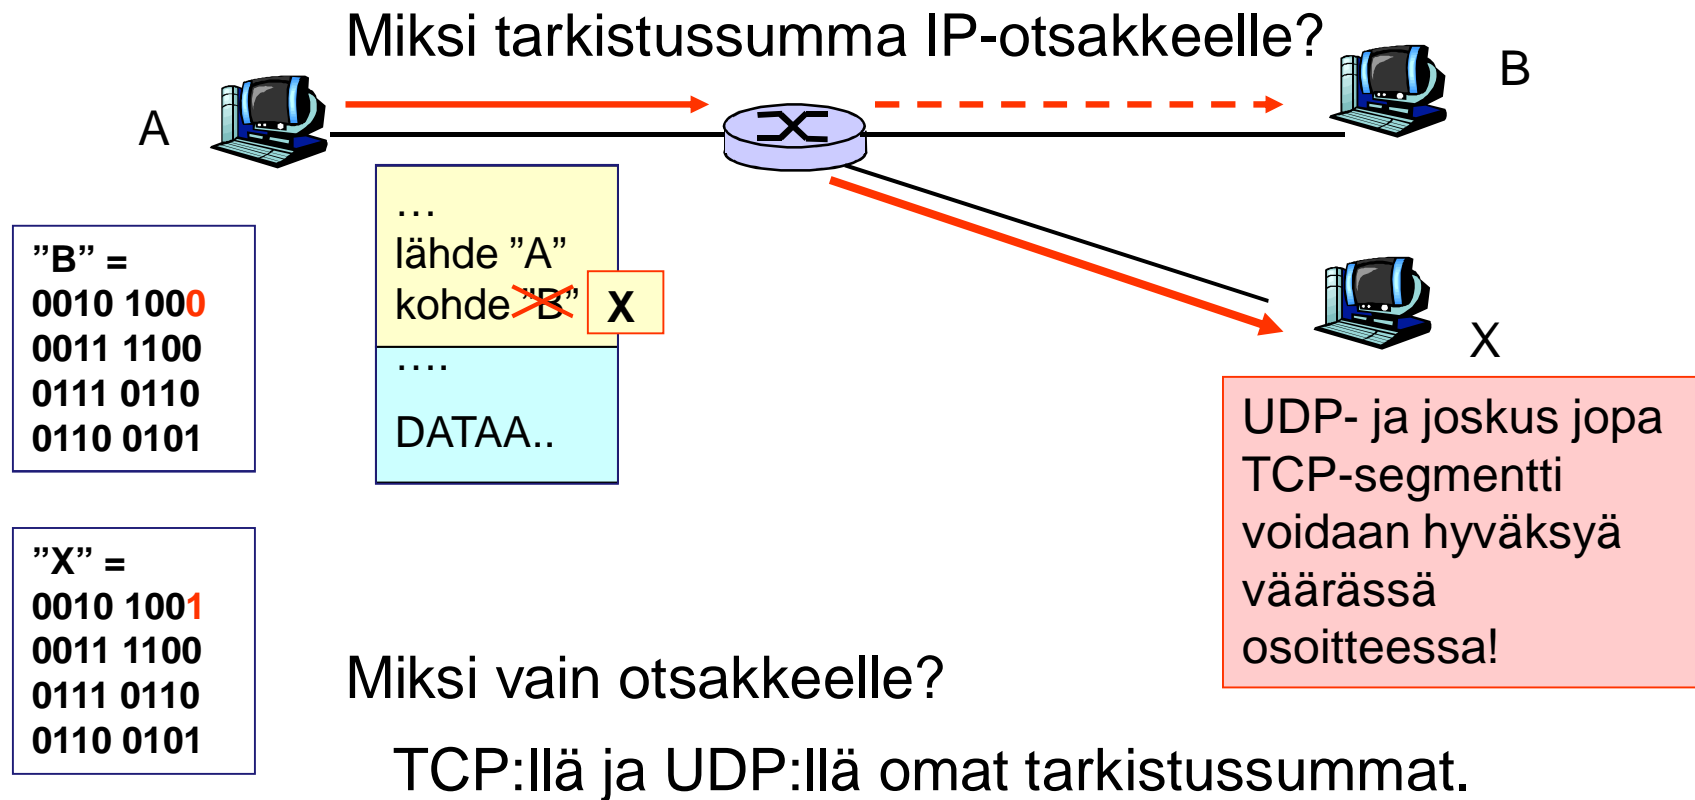 Miksi tarkistussumma IP-otsakkeelle?
A
B
…
lähde ”A”
kohde ”B”
X
….
DATAA..
”B” =
0010 1000
0011 1100
0111 0110
0110 0101
”X” =
0010 1001
0011 1100
0111 0110
0110 0101
X
UDP- ja joskus jopa
TCP-segmentti
voidaan hyväksyä
väärässä
osoitteessa!
Miksi vain otsakkeelle?
TCP:llä ja UDP:llä omat tarkistussummat.